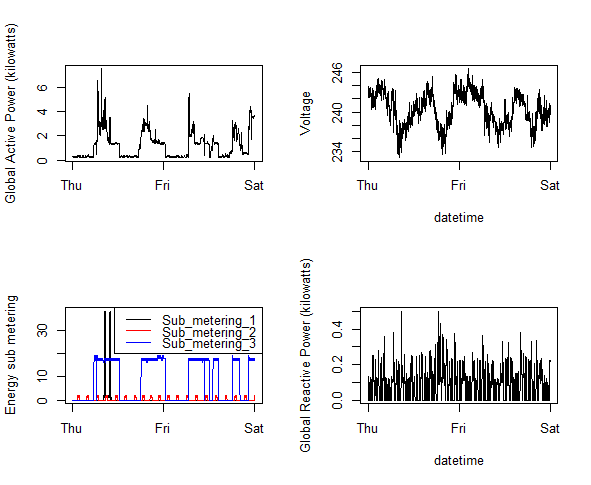 Global Active Power (kilowatts)
6
4
2
0
Thu
Fri
Sat
Voltage
246
240
234
Thu
Fri
Sat
datetime
Energy sub metering
30
10
0
Sub_metering_1
Sub_metering_2
Sub_metering_3
Thu
Fri
Sat
Global Reactive Power (kilowatts)
0.4
0.2
0.0
Thu
Fri
Sat
datetime